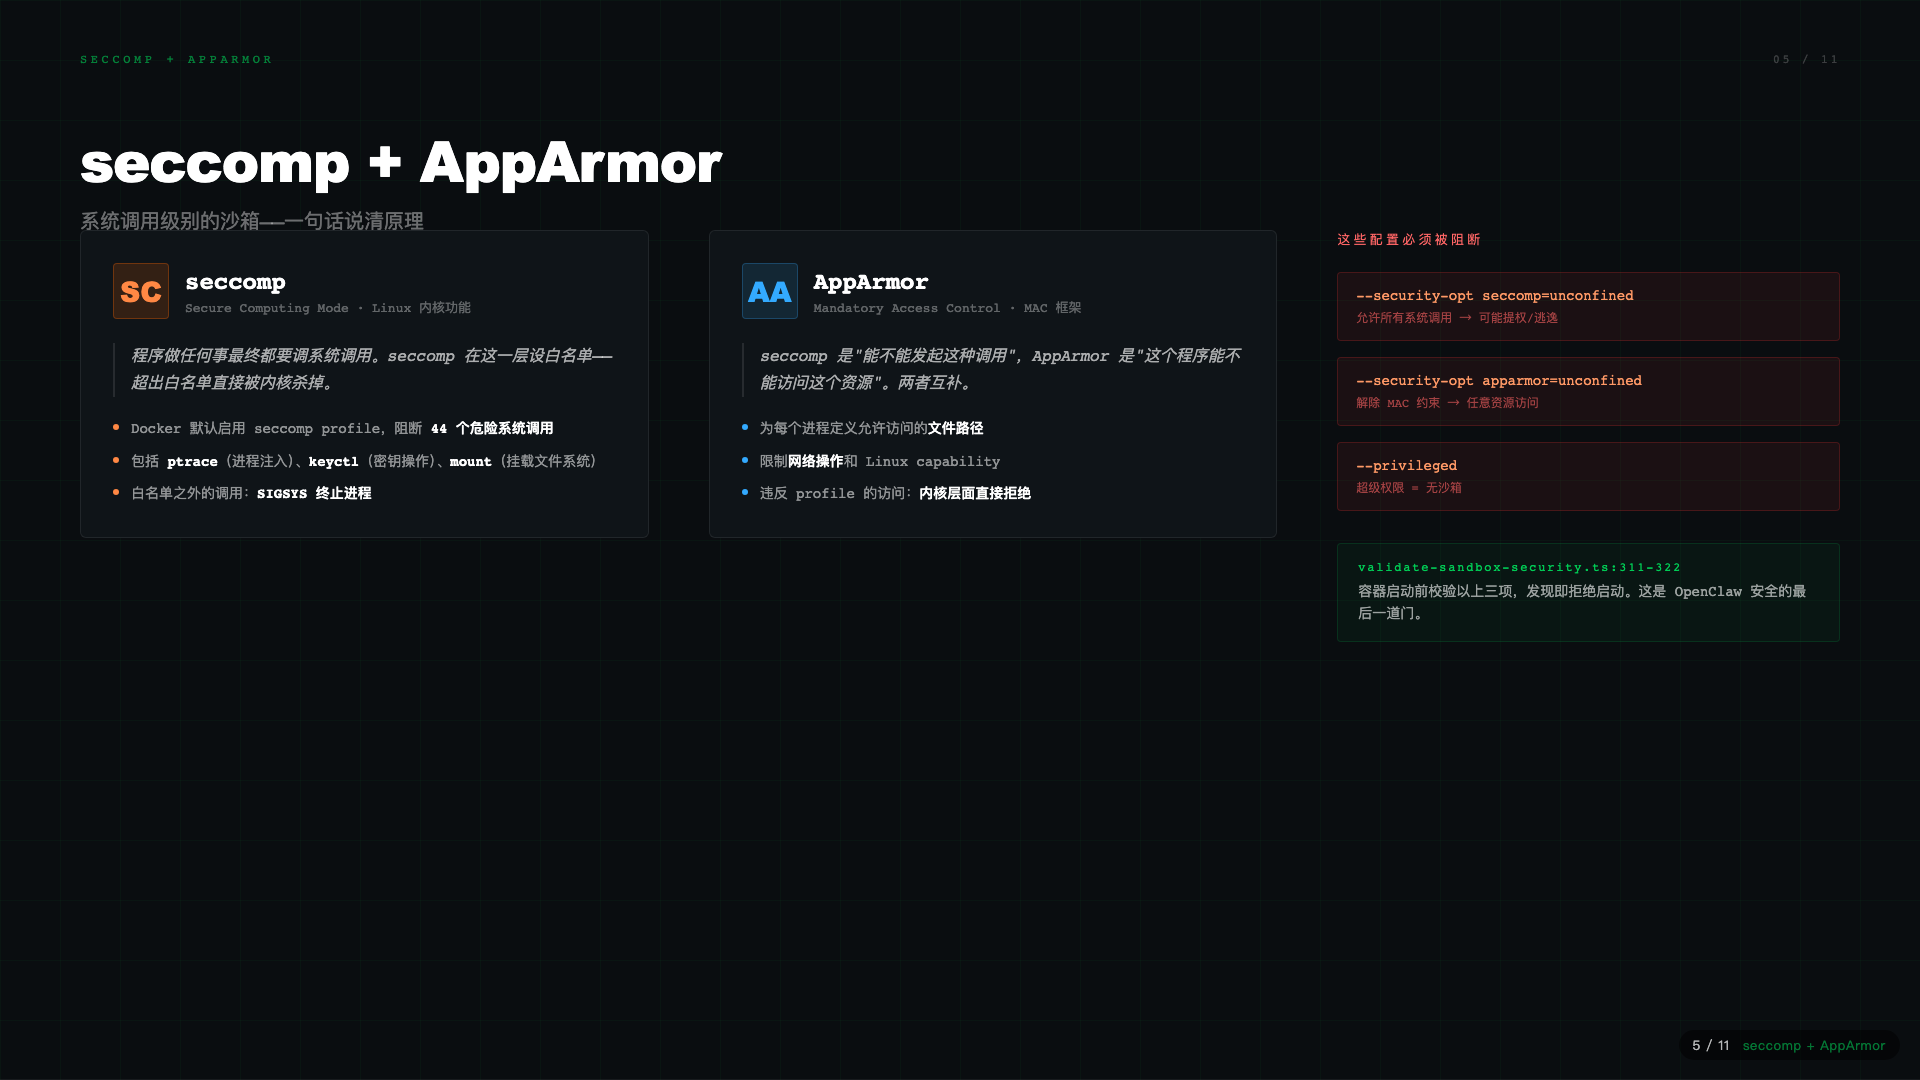 SECCOMP + APPARMOR
05 / 11
seccomp + AppArmor
系统调用级别的沙箱——一句话说清原理
SC
seccomp
Secure Computing Mode · Linux 内核功能
程序做任何事最终都要调系统调用。seccomp 在这一层设白名单——
超出白名单直接被内核杀掉。
Docker 默认启用 seccomp profile，阻断 44 个危险系统调用
包括 ptrace（进程注入）、keyctl（密钥操作）、mount（挂载文件系统）
白名单之外的调用：SIGSYS 终止进程
AA
AppArmor
Mandatory Access Control · MAC 框架
seccomp 是"能不能发起这种调用"，AppArmor 是"这个程序能不
能访问这个资源"。两者互补。
为每个进程定义允许访问的文件路径
限制网络操作和 Linux capability
违反 profile 的访问：内核层面直接拒绝
这些配置必须被阻断
--security-opt seccomp=unconfined
允许所有系统调用 → 可能提权/逃逸
--security-opt apparmor=unconfined
解除 MAC 约束 → 任意资源访问
--privileged
超级权限 = 无沙箱
validate-sandbox-security.ts:311-322
容器启动前校验以上三项，发现即拒绝启动。这是 OpenClaw 安全的最
后一道门。
5 / 11 seccomp + AppArmor